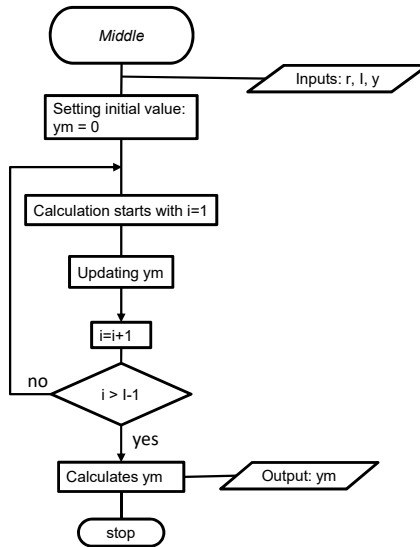 Middle
Inputs: r, I, y
Setting initial value:
ym = 0
Calculation starts with i=1
Updating ym
i=i+1
no
i > I-1
yes
Calculates ym
Output: ym
stop